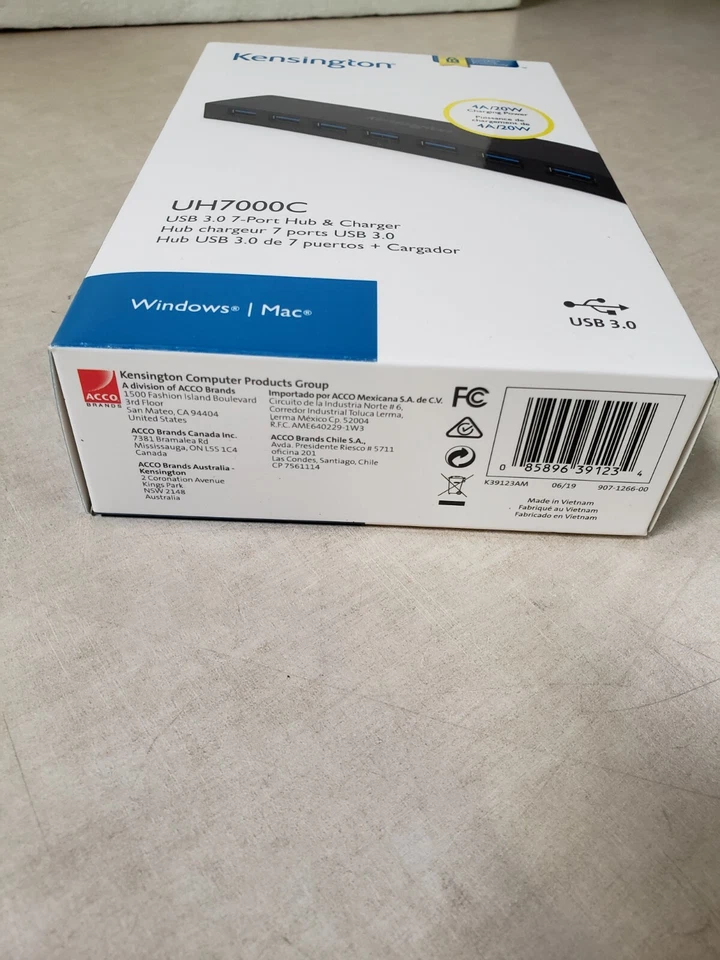 Kensington®
4A/20W
Charging Power
Puissance de
chargement de
4A/20W
UH7000C
USB 3.0 7-Port Hub & Charger
Hub chargeur 7 ports USB 3.0
Hub USB 3.0 de 7 puertos + Cargador
Windows® | Mac®
USB 3.0
ACCO
BRANDS
Kensington Computer Products Group
A division of ACCO Brands
1500 Fashion Island Boulevard
3rd Floor
San Mateo, CA 94404
United States
ACCO Brands Canada Inc.
7381 Bramalea Rd
Mississauga, ON L5S 1C4
Canada
ACCO Brands Australia -
Kensington
2 Coronation Avenue
Kings Park
NSW 2148
Australia
Importado por ACCO Mexicana S.A. de C.V.
Circuito de la Industria Norte # 6,
Corredor Industrial Toluca Lerma,
Lerma México Cp. 52004
R.F.C. AME640229-1W3
ACCO Brands Chile S.A.,
Avda. Presidente Riesco # 5711
oficina 201
Las Condes, Santiago, Chile
CP 7561114
FC
0 85896 39123 4
K39123AM 06/19 907-1266-00
Made in Vietnam
Fabriqué au Vietnam
Fabricado en Vietnam